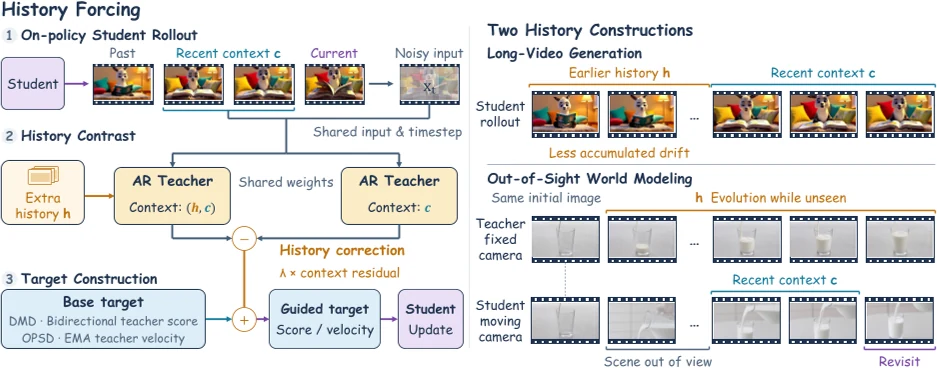 History Forcing
1 On-policy Student Rollout
Past
Recent context c
Current
Noisy input
Student
Xt
Shared input & timestep
2 History Contrast
Extra
history h
AR Teacher
Context: (h, c)
Shared weights
AR Teacher
Context: c
−
History correction
λ × context residual
3 Target Construction
Base target
DMD · Bidirectional teacher score
OPSD · EMA teacher velocity
+
Guided target
Score / velocity
Student
Update
Two History Constructions
Long-Video Generation
Earlier history h
Recent context c
Student
rollout
...
Less accumulated drift
Out-of-Sight World Modeling
Same initial image
h Evolution while unseen
Teacher
fixed
camera
...
Recent context c
Student
moving
camera
...
Scene out of view
Revisit